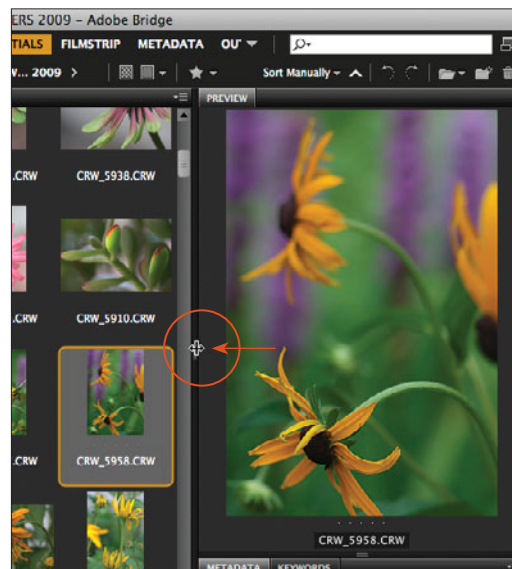 ERS 2009 – Adobe Bridge
TIALS FILMSTRIP METADATA OUT
W... 2009 >
Sort Manually
PREVIEW
.CRW CRW_5938.CRW
.CRW CRW_5910.CRW
.CRW CRW_5958.CRW
CRW_5958.CRW
METADATA KEYWORDS